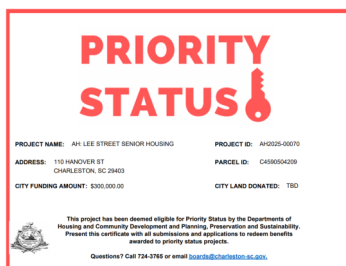 PRIORITY
STATUS
PROJECT NAME: AH: LEE STREET SENIOR HOUSING PROJECT ID: AH2025-00070
ADDRESS: 110 HANOVER ST PARCEL ID: C4590504209
CHARLESTON, SC 29403
CITY FUNDING AMOUNT: $300,000.00 CITY LAND DONATED: TBD
This project has been deemed eligible for Priority Status by the Departments of
Housing and Community Development and Planning, Preservation and Sustainability.
Present this certificate with all submissions and applications to redeem benefits
awarded to priority status projects.
Questions? Call 724-3765 or email boards@charleston-sc.gov.